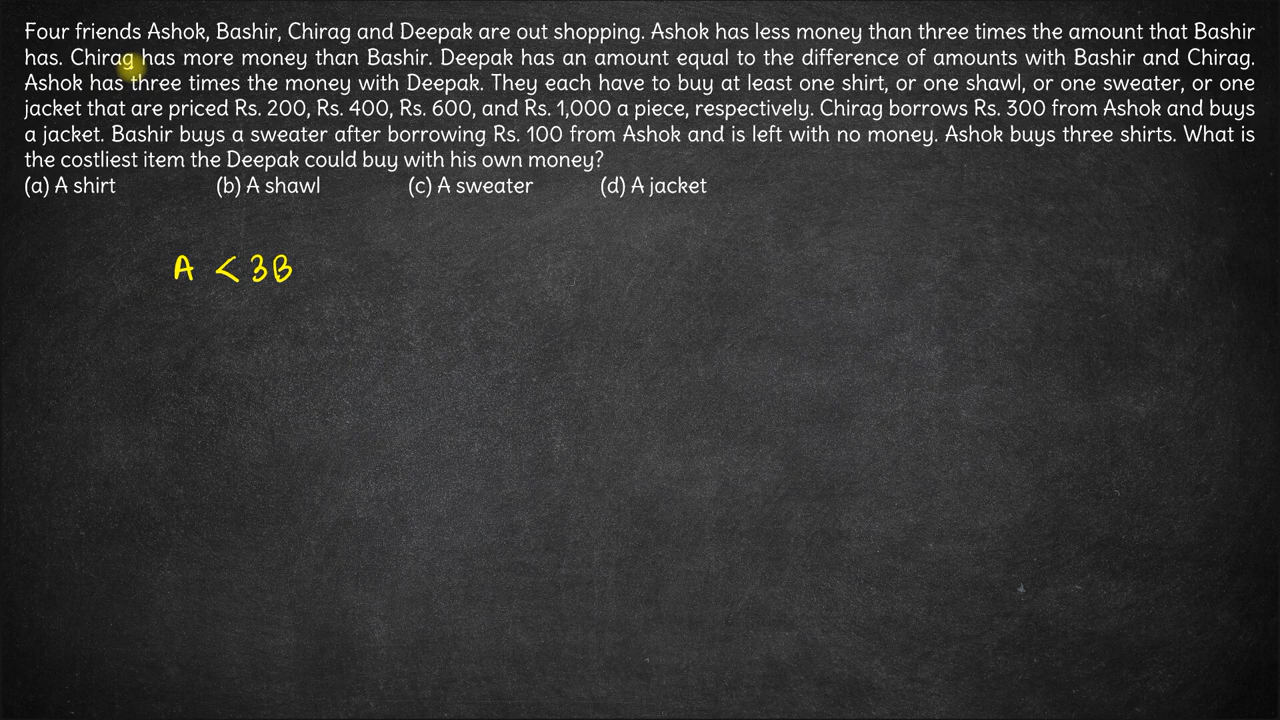 Four friends Ashok, Bashir, Chirag and Deepak are out shopping. Ashok has less money than three times the amount that Bashir
has. Chirag has more money than Bashir. Deepak has an amount equal to the difference of amounts with Bashir and Chirag.
Ashok has three times the money with Deepak. They each have to buy at least one shirt, or one shawl, or one sweater, or one
jacket that are priced Rs. 200, Rs. 400, Rs. 600, and Rs. 1,000 a piece, respectively. Chirag borrows Rs. 300 from Ashok and buys
a jacket. Bashir buys a sweater after borrowing Rs. 100 from Ashok and is left with no money. Ashok buys three shirts. What is
the costliest item the Deepak could buy with his own money?
(a) A shirt (b) A shawl (c) A sweater (d) A jacket
A < 3B